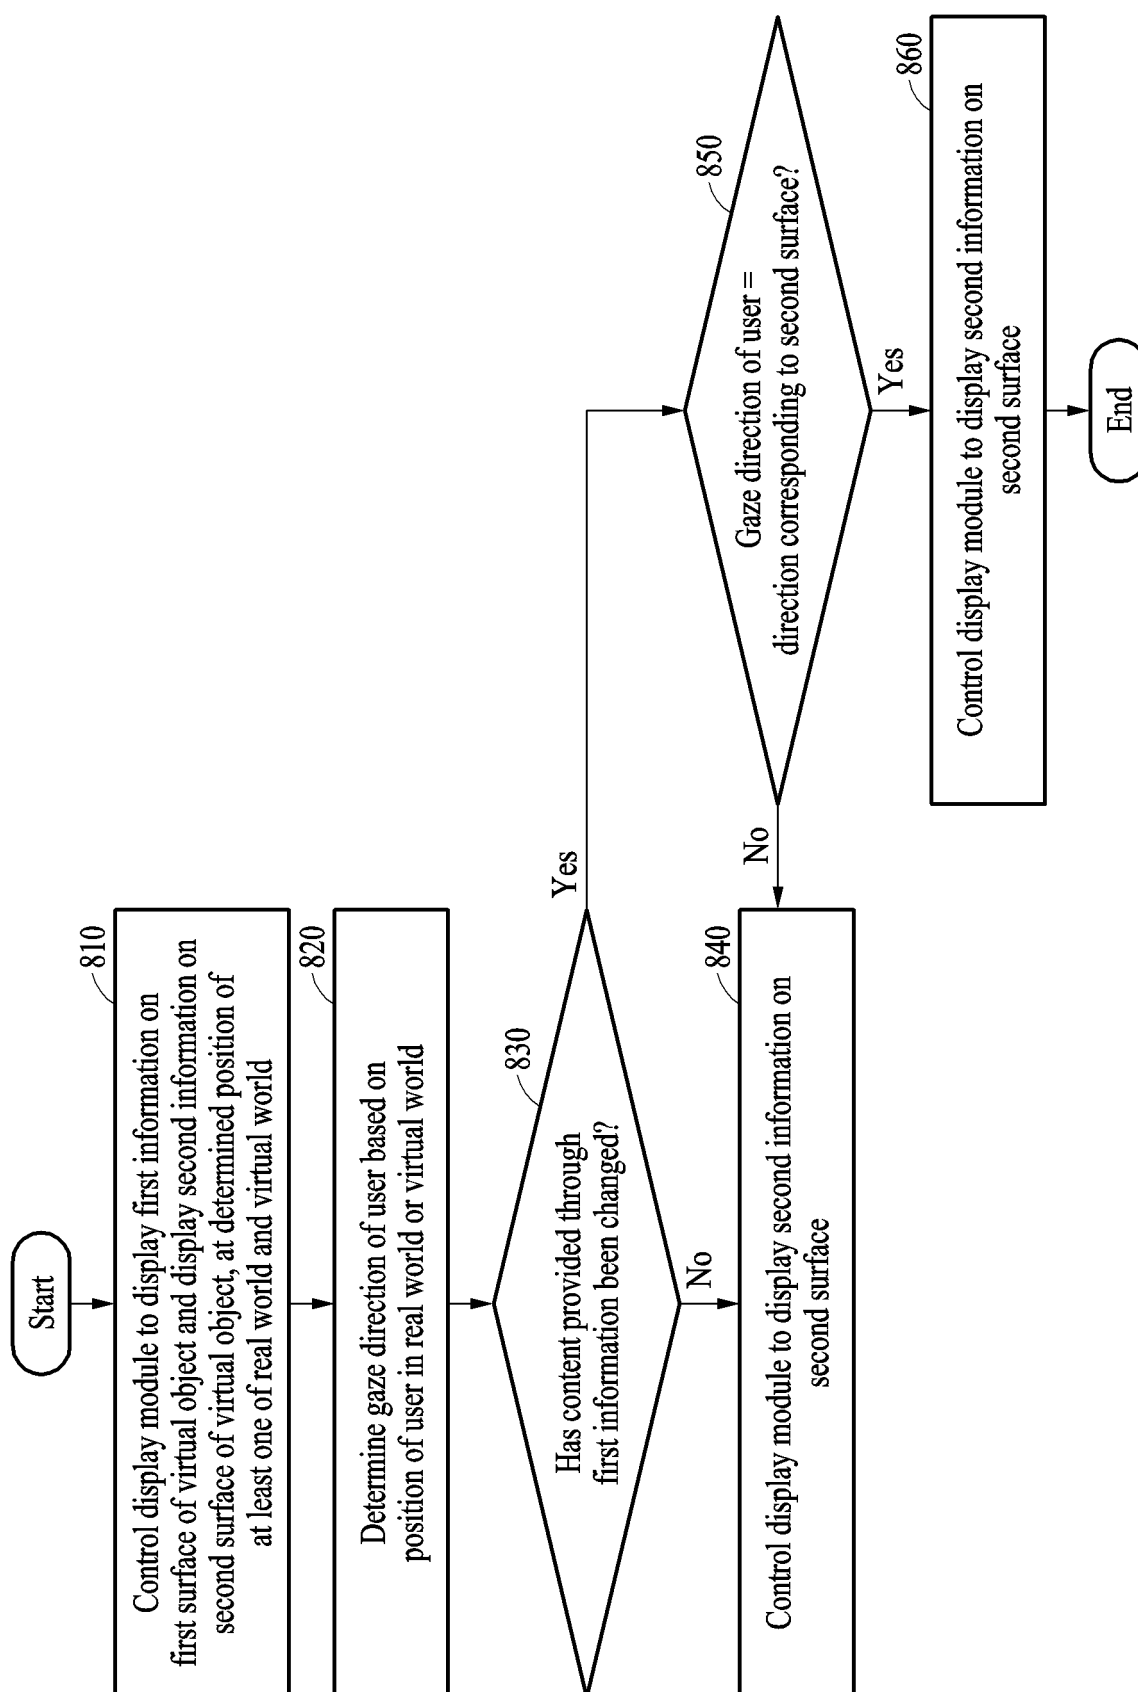 Start
810
Control display module to display first information on
first surface of virtual object and display second information on
second surface of virtual object, at determined position of
at least one of real world and virtual world
820
Determine gaze direction of user based on
position of user in real world or virtual world
830
Has content provided through
first information been changed?
Yes
No
840
Control display module to display second information on
second surface
850
Gaze direction of user =
direction corresponding to second surface?
No
Yes
860
Control display module to display second information on
second surface
End